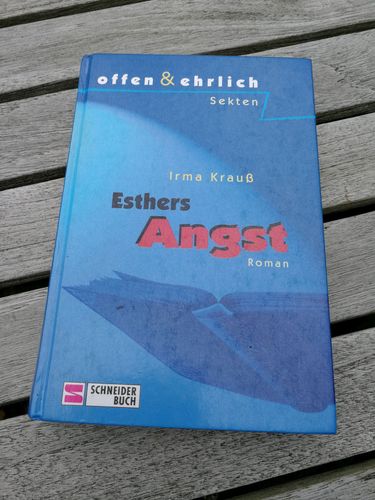 offen & ehrlich
Sekten
Irma Krauß
Esthers
Angst
Roman
SCHNEIDER
BUCH